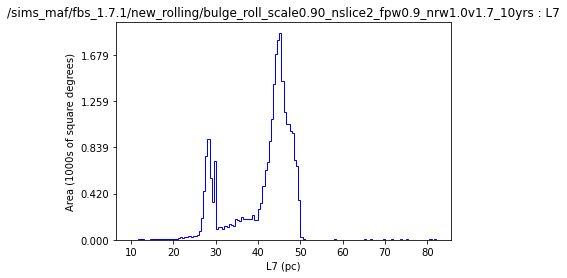 /sims_maf/fbs_1.7.1/new_rolling/bulge_roll_scale0.90_nslice2_fpw0.9_nrw1.0v1.7_10yrs : L7
Area (1000s of square degrees)
1.679
1.259
0.839
0.420
0.000
10 20 30 40 50 60 70 80
L7 (pc)